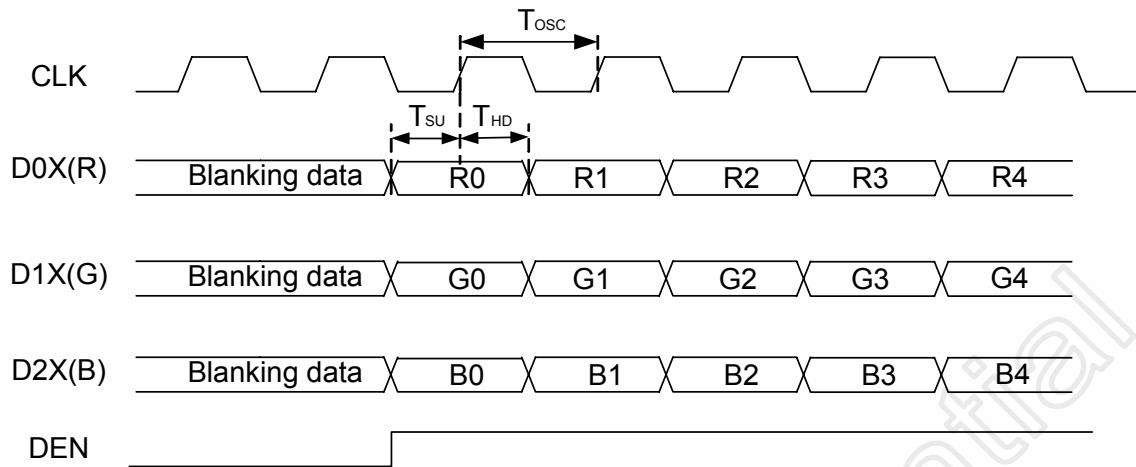 TOSC
CLK
TSU THD
D0X(R) Blanking data R0 R1 R2 R3 R4
D1X(G) Blanking data G0 G1 G2 G3 G4
D2X(B) Blanking data B0 B1 B2 B3 B4
DEN